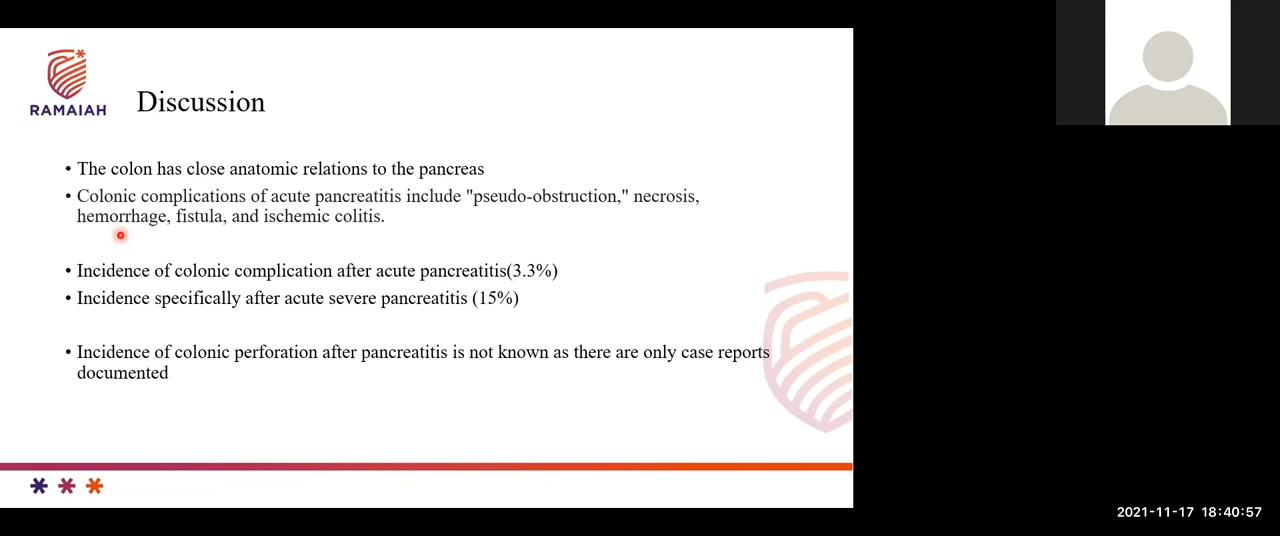 RAMAIAH
Discussion
• The colon has close anatomic relations to the pancreas
• Colonic complications of acute pancreatitis include "pseudo-obstruction," necrosis,
hemorrhage, fistula, and ischemic colitis.
• Incidence of colonic complication after acute pancreatitis(3.3%)
• Incidence specifically after acute severe pancreatitis (15%)
• Incidence of colonic perforation after pancreatitis is not known as there are only case reports
documented
2021-11-17 18:40:57